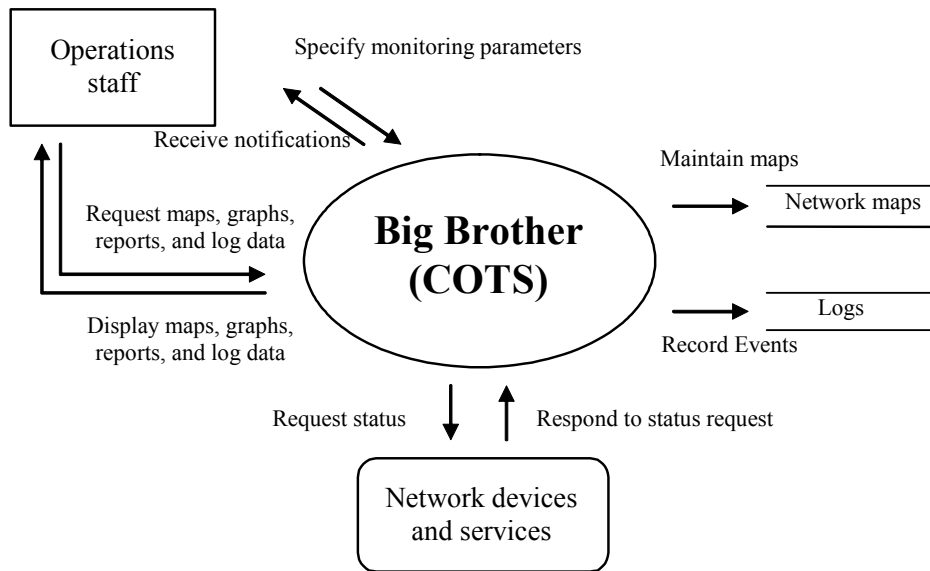 Operations
staff
Specify monitoring parameters
Receive notifications
Request maps, graphs,
reports, and log data
Display maps, graphs,
reports, and log data
Big Brother
(COTS)
Maintain maps
Network maps
Logs
Record Events
Request status
Respond to status request
Network devices
and services